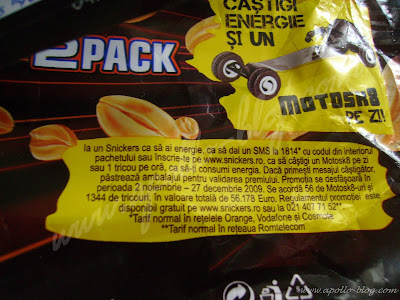 CÂȘTIGI
ENERGIE
ȘI UN
2PACK
MOTOSK8
PE ZI!
Ia un Snickers ca să ai energie, ca să dai un SMS la 1814* cu codul din interiorul
pachetului sau înscrie-te pe www.snickers.ro, ca să câștigi un Motosk8 pe zi
sau 1 tricou pe oră, ca să-ți consumi energia. Dacă primești mesajul câștigător,
păstrează ambalajul pentru validarea premiului. Promoția se desfășoară în
perioada 2 noiembrie – 27 decembrie 2009. Se acordă 56 de Motosk8-uri și
1344 de tricouri, în valoare totală de 56.178 Euro. Regulamentul promoției este
disponibil gratuit pe www.snickers.ro sau la 021 407 71 52**
*Tarif normal în rețelele Orange, Vodafone și Cosmote
**Tarif normal în rețeaua Romtelecom
www.apollo-blog.com